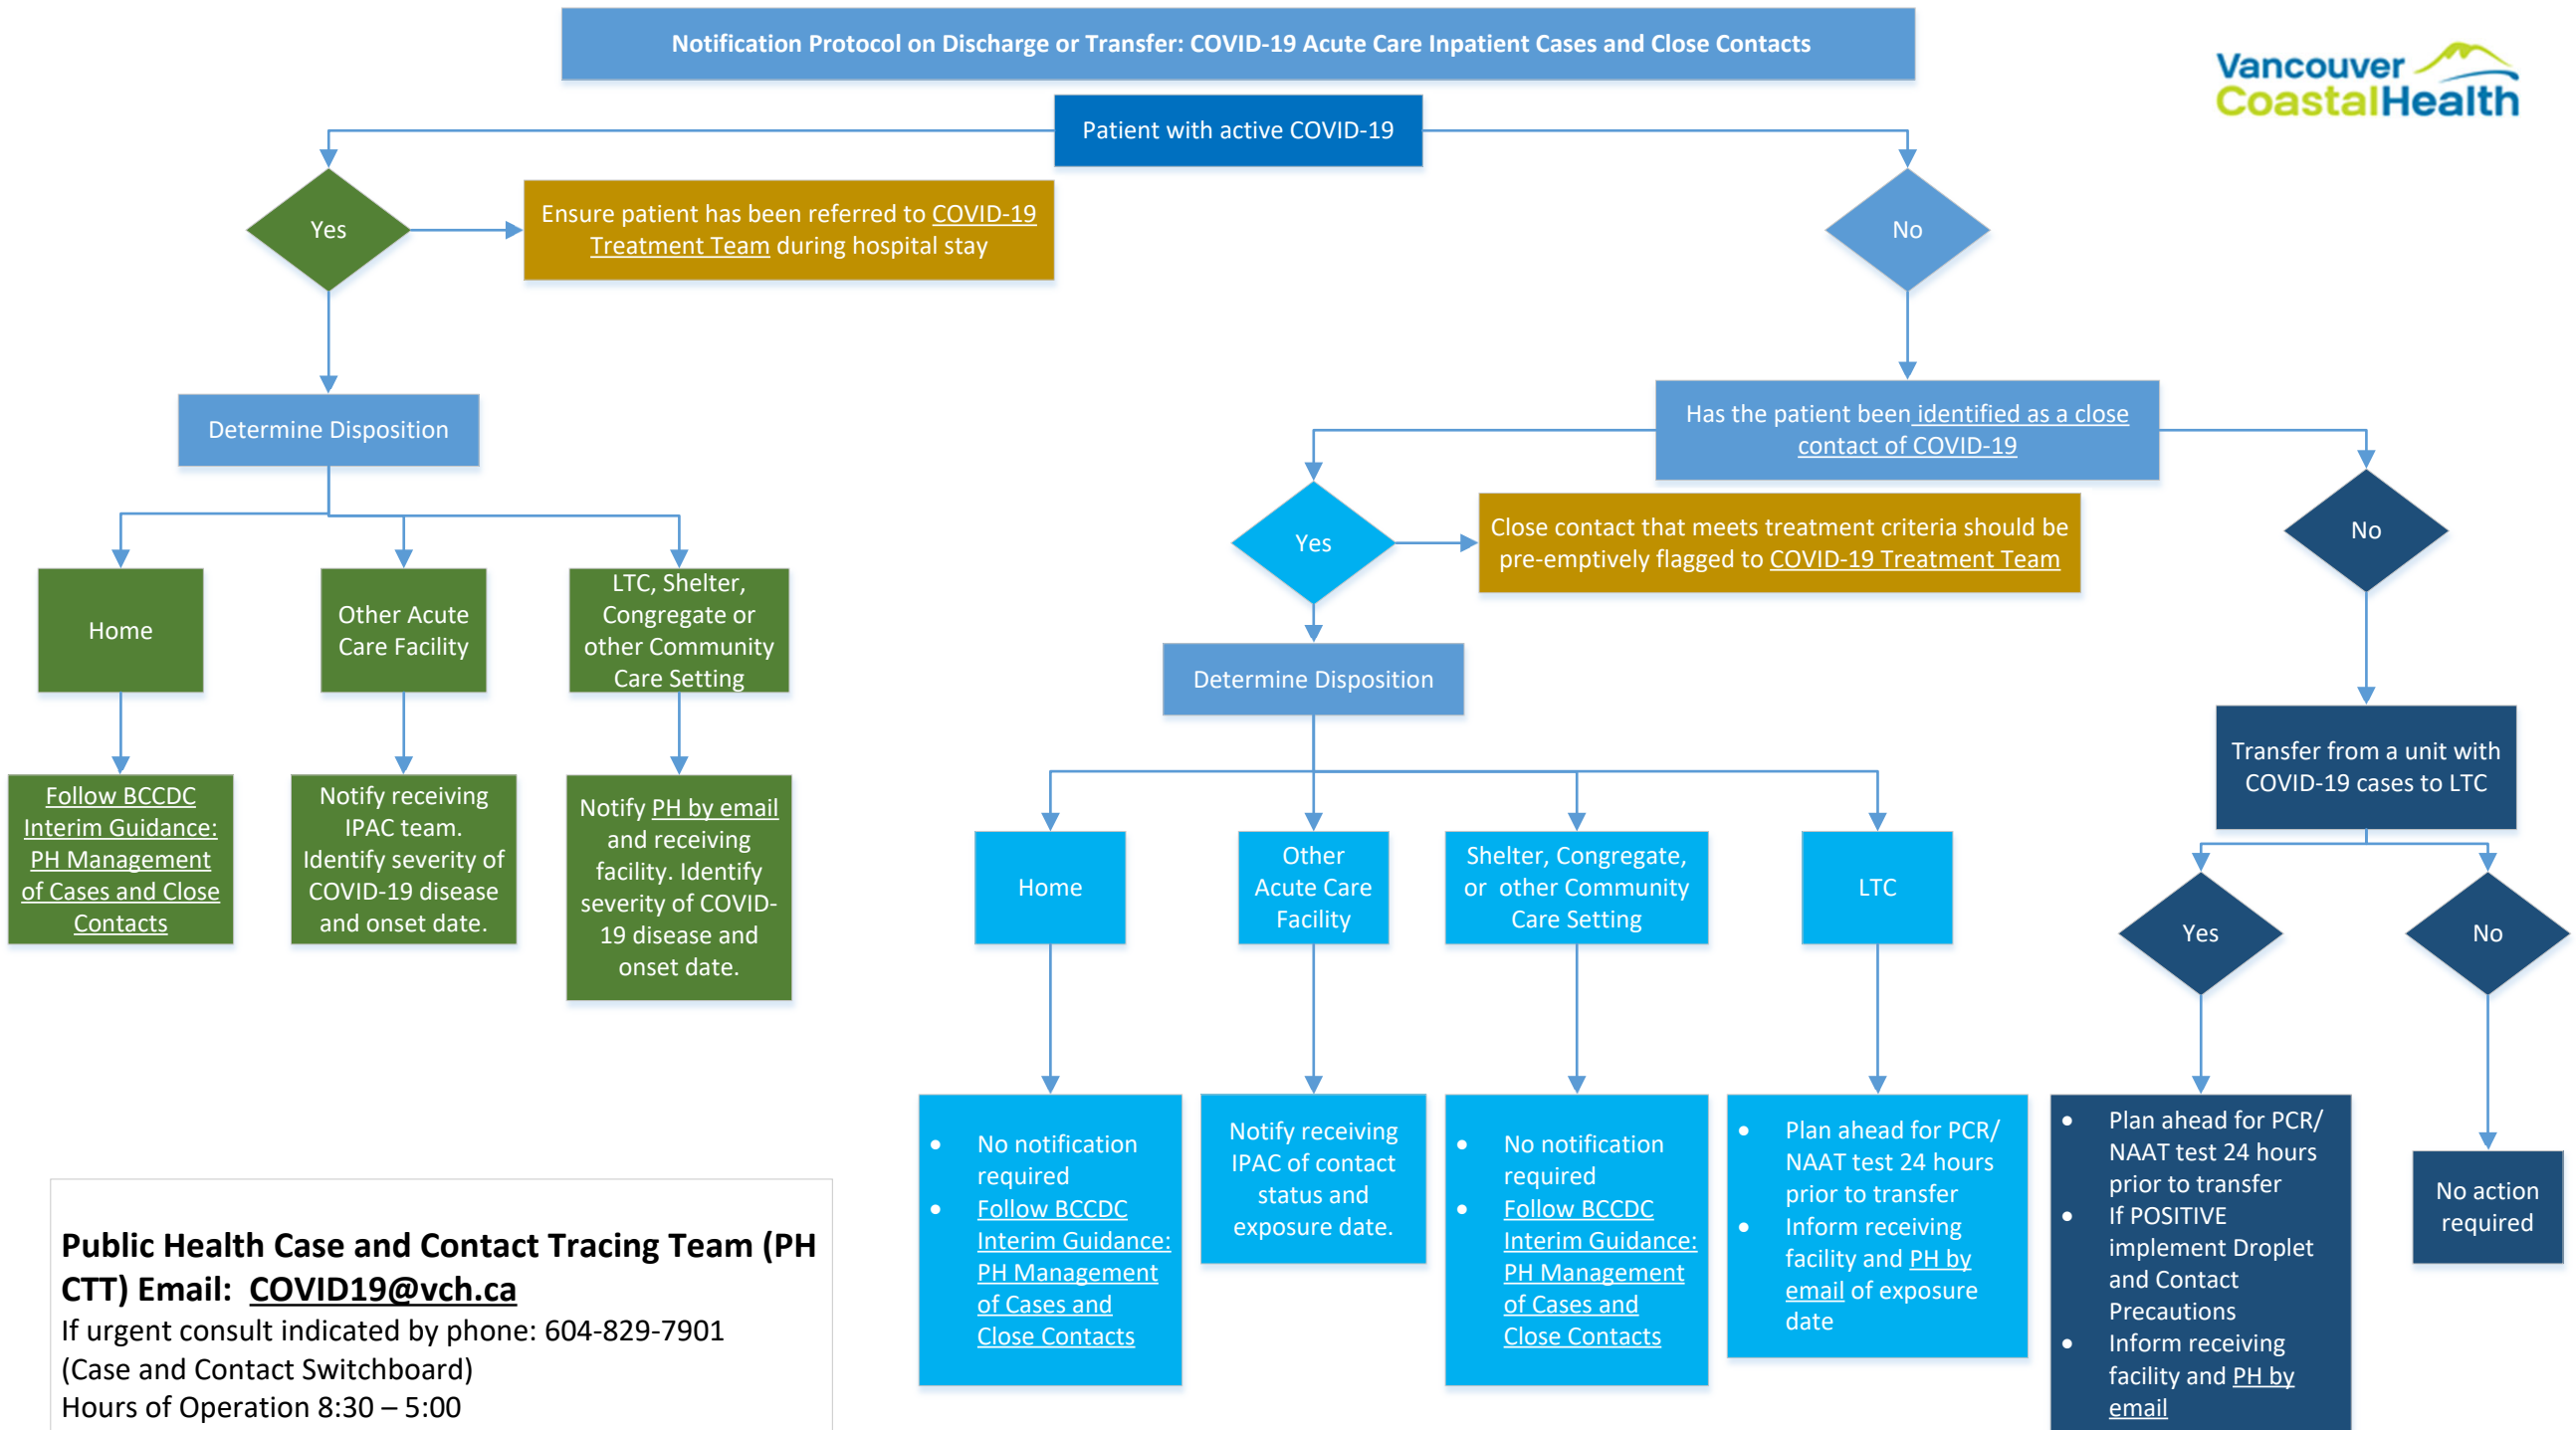 Notification Protocol on Discharge or Transfer: COVID-19 Acute Care Inpatient Cases and Close Contacts
Vancouver
CoastalHealth
Patient with active COVID-19
Yes
Ensure patient has been referred to COVID-19
Treatment Team during hospital stay
No
Determine Disposition
Has the patient been identified as a close
contact of COVID-19
Home
Other Acute
Care Facility
LTC, Shelter,
Congregate or
other Community
Care Setting
Follow BCCDC
Interim Guidance:
PH Management
of Cases and Close
Contacts
Notify receiving
IPAC team.
Identify severity of
COVID-19 disease
and onset date.
Notify PH by email
and receiving
facility. Identify
severity of COVID-
19 disease and
onset date.
Yes
Close contact that meets treatment criteria should be
pre-emptively flagged to COVID-19 Treatment Team
No
Determine Disposition
Transfer from a unit with
COVID-19 cases to LTC
Home
Other
Acute Care
Facility
Shelter, Congregate,
or other Community
Care Setting
LTC
Yes
No
• No notification
required
• Follow BCCDC
Interim Guidance:
PH Management
of Cases and
Close Contacts
Notify receiving
IPAC of contact
status and
exposure date.
• No notification
required
• Follow BCCDC
Interim Guidance:
PH Management
of Cases and
Close Contacts
• Plan ahead for PCR/
NAAT test 24 hours
prior to transfer
• Inform receiving
facility and PH by
email of exposure
date
• Plan ahead for PCR/
NAAT test 24 hours
prior to transfer
• If POSITIVE
implement Droplet
and Contact
Precautions
• Inform receiving
facility and PH by
email
No action
required
Public Health Case and Contact Tracing Team (PH
CTT) Email: COVID19@vch.ca
If urgent consult indicated by phone: 604-829-7901
(Case and Contact Switchboard)
Hours of Operation 8:30 – 5:00